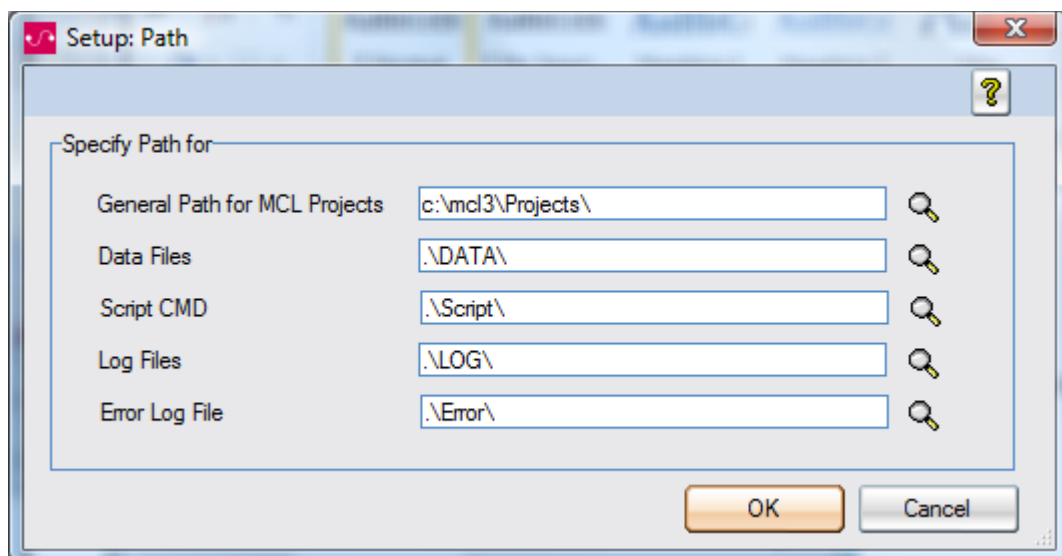 Setup: Path
Specify Path for
General Path for MCL Projects c:\mcl3\Projects\
Data Files .\DATA\
Script CMD .\Script\
Log Files .\LOG\
Error Log File .\Error\
OK Cancel